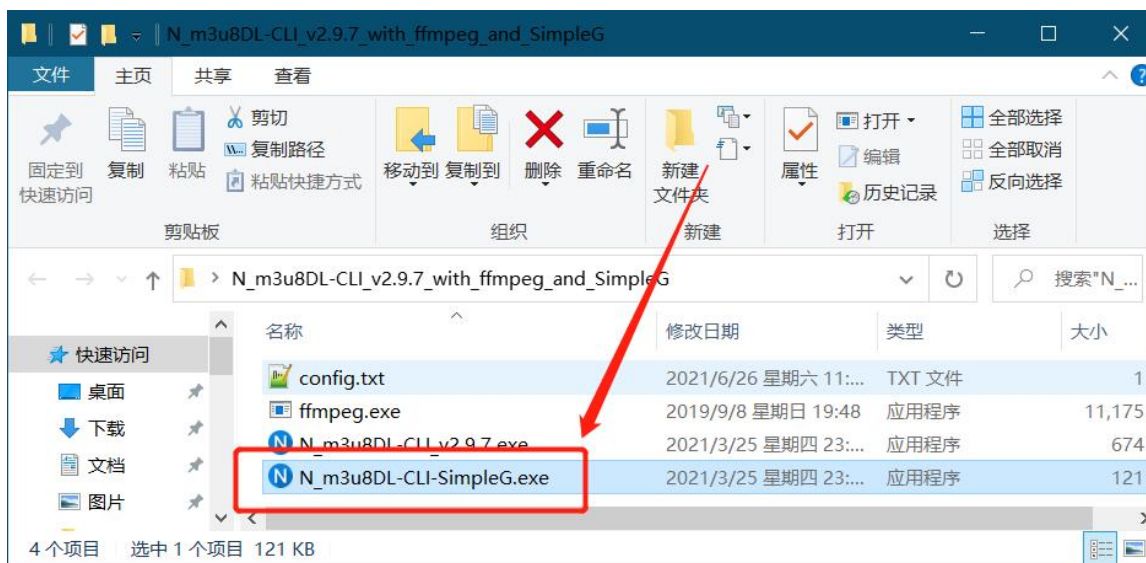 N_m3u8DL-CLI_v2.9.7_with_ffmpeg_and_SimpleG
文件 主页 共享 查看
固定到
快速访问
复制
粘贴
剪切
复制路径
粘贴快捷方式
剪贴板
移动到 复制到 删除 重命名
组织
新建
文件夹
新建
属性
打开
编辑
历史记录
打开
全部选择
全部取消
反向选择
选择
N_m3u8DL-CLI_v2.9.7_with_ffmpeg_and_SimpleG
搜索"N_...
名称 修改日期 类型 大小
快速访问
桌面
下载
文档
图片
config.txt 2021/6/26 星期六 11:... TXT 文件 1
ffmpeg.exe 2019/9/8 星期日 19:48 应用程序 11,175
N_m3u8DL-CLI_v2.9.7.exe 2021/3/25 星期四 23:... 应用程序 674
N_m3u8DL-CLI-SimpleG.exe 2021/3/25 星期四 23:... 应用程序 121
4 个项目 选中 1 个项目 121 KB